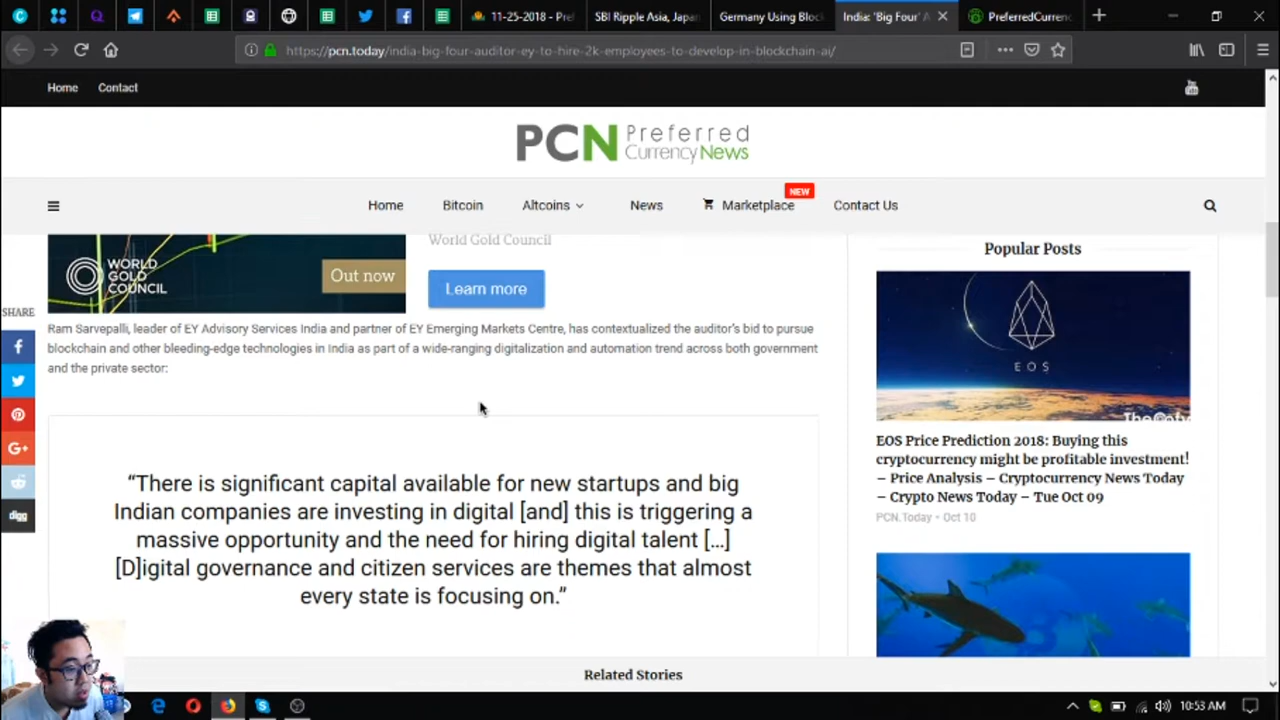 11-25-2018 - Pref
SBI Ripple Asia, Japan
Germany Using Block
India: 'Big Four' A
PreferredCurrenc
https://pcn.today/india-big-four-auditor-ey-to-hire-2k-employees-to-develop-in-blockchain-ai/
Home Contact
PCN Preferred
CurrencyNews
Home Bitcoin Altcoins News Marketplace NEW Contact Us
World Gold Council
WORLD
GOLD
COUNCIL
Out now
Learn more
Ram Sarvepalli, leader of EY Advisory Services India and partner of EY Emerging Markets Centre, has contextualized the auditor's bid to pursue
blockchain and other bleeding-edge technologies in India as part of a wide-ranging digitalization and automation trend across both government
and the private sector:
SHARE
digg
“There is significant capital available for new startups and big
Indian companies are investing in digital [and] this is triggering a
massive opportunity and the need for hiring digital talent [...]
[D]igital governance and citizen services are themes that almost
every state is focusing on.”
Popular Posts
EOS
EOS Price Prediction 2018: Buying this
cryptocurrency might be profitable investment!
– Price Analysis – Cryptocurrency News Today
– Crypto News Today – Tue Oct 09
PCN.Today - Oct 10
Related Stories
10:53 AM